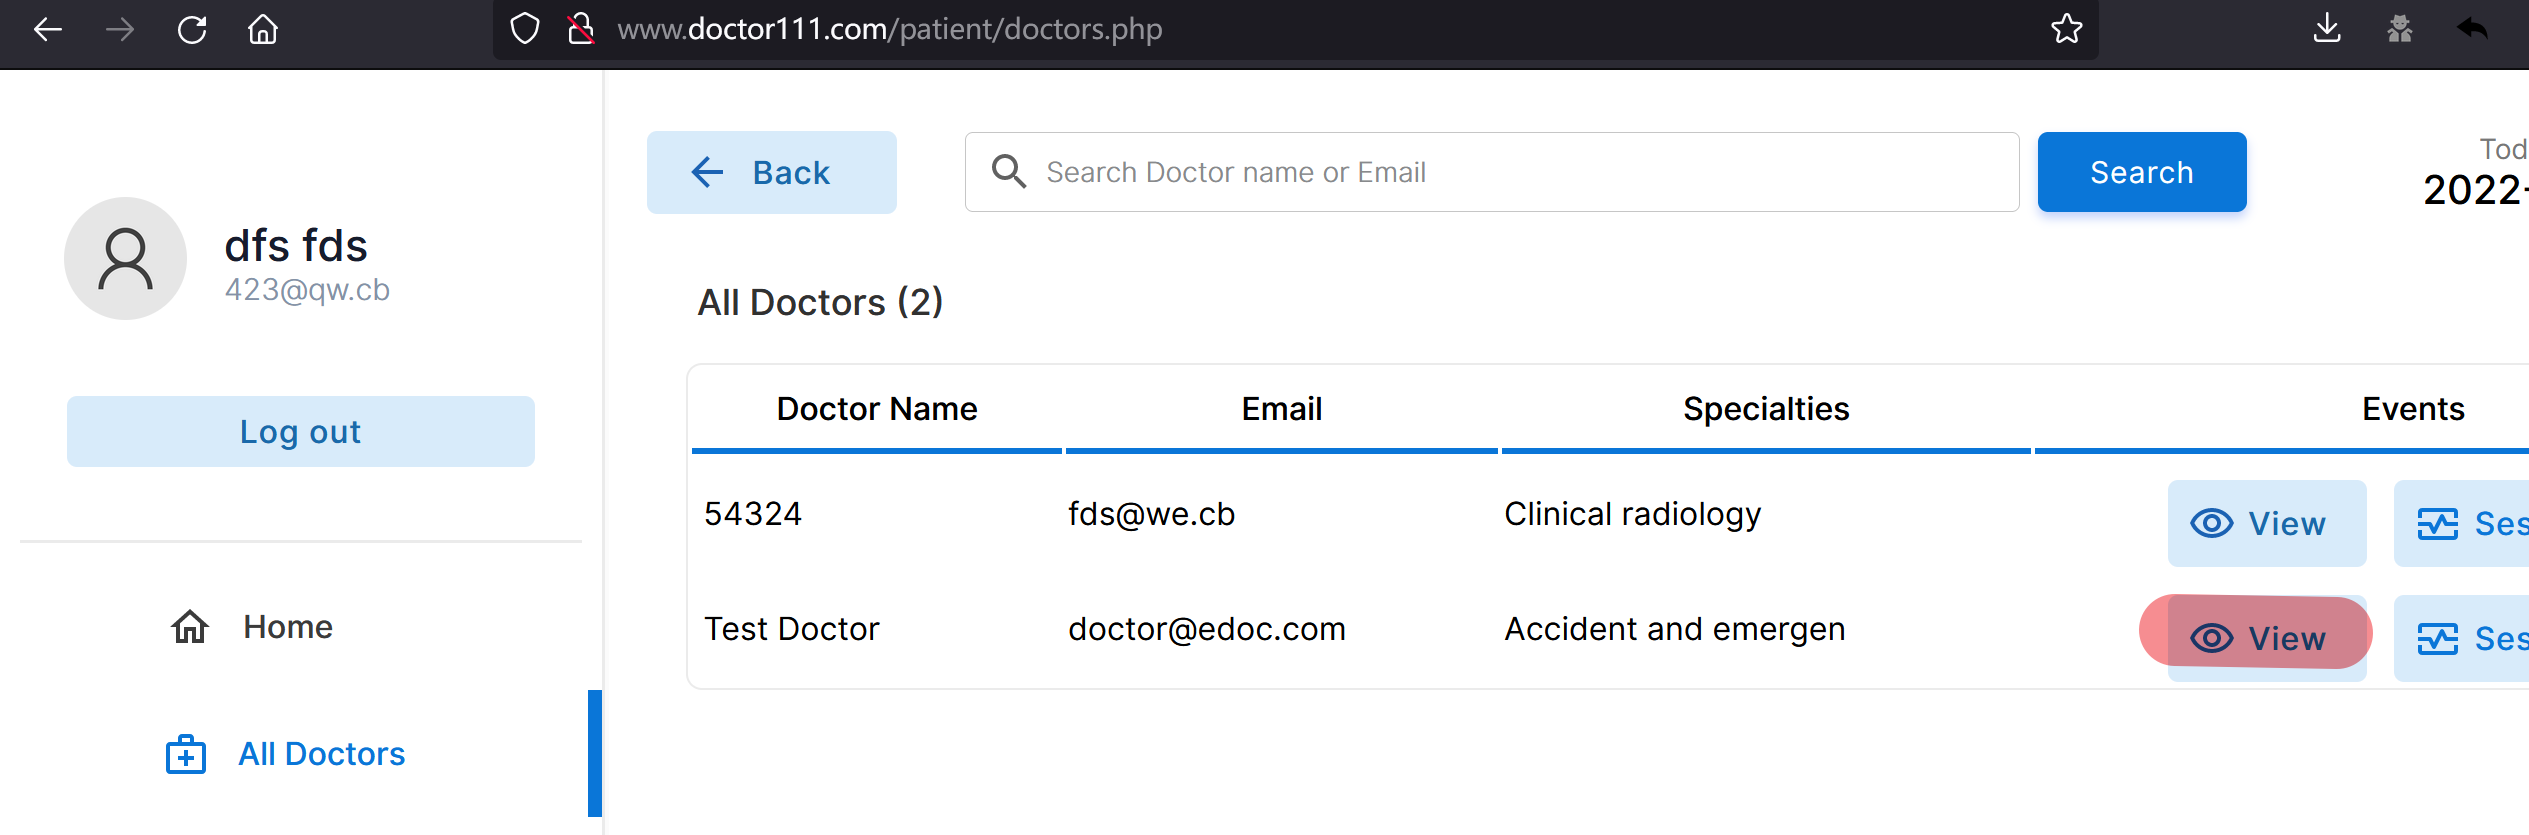 www.doctor111.com/patient/doctors.php
Back
Search Doctor name or Email
Search
2022-
dfs fds
423@qw.cb
Log out
Home
All Doctors
All Doctors (2)
Doctor Name Email Specialties Events
54324 fds@we.cb Clinical radiology View Ses
Test Doctor doctor@edoc.com Accident and emergen View Ses